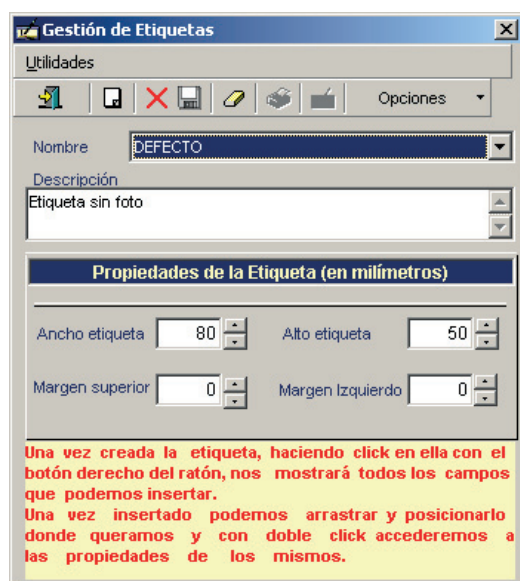 Gestión de Etiquetas
Utilidades
Opciones
Nombre DEFECTO
Descripción
Etiqueta sin foto
Propiedades de la Etiqueta (en milímetros)
Ancho etiqueta 80 Alto etiqueta 50
Margen superior 0 Margen Izquierdo 0
Una vez creada la etiqueta, haciendo click en ella con el
botón derecho del ratón, nos mostrará todos los campos
que podemos insertar.
Una vez insertado podemos arrastrar y posicionarlo
donde queramos y con doble click accederemos a
las propiedades de los mismos.